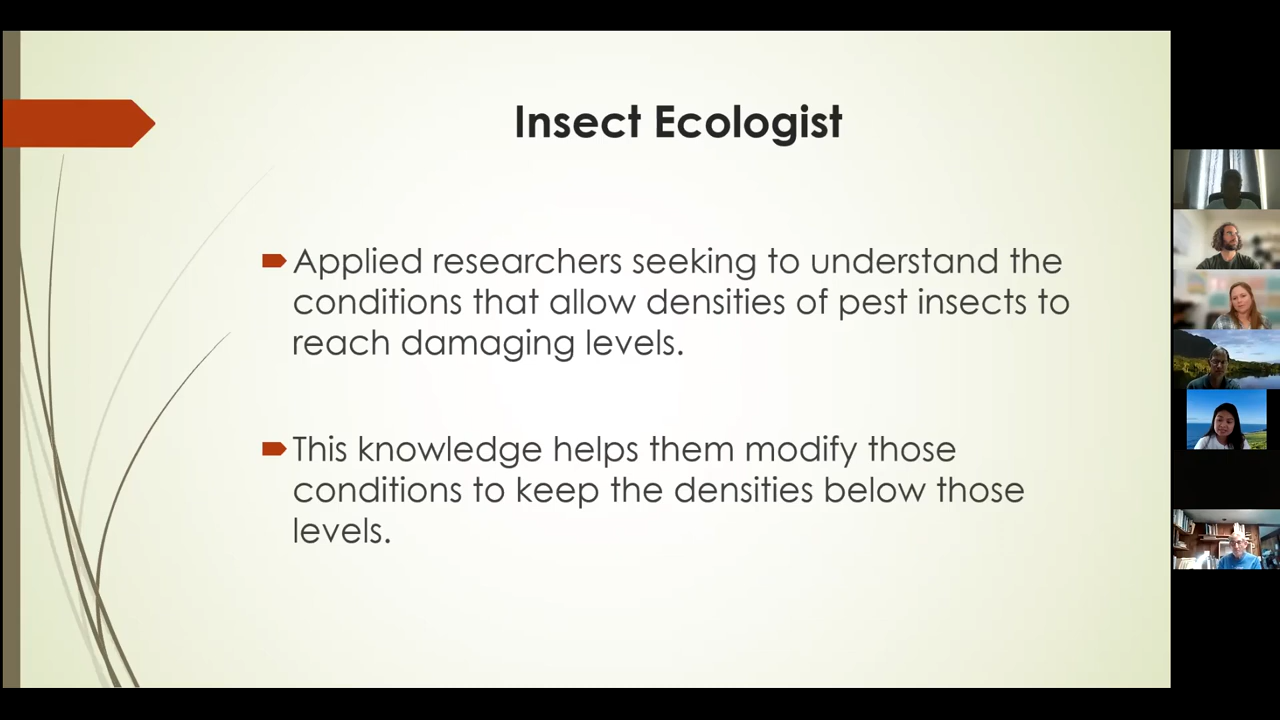 Insect Ecologist
Applied researchers seeking to understand the
conditions that allow densities of pest insects to
reach damaging levels.
This knowledge helps them modify those
conditions to keep the densities below those
levels.